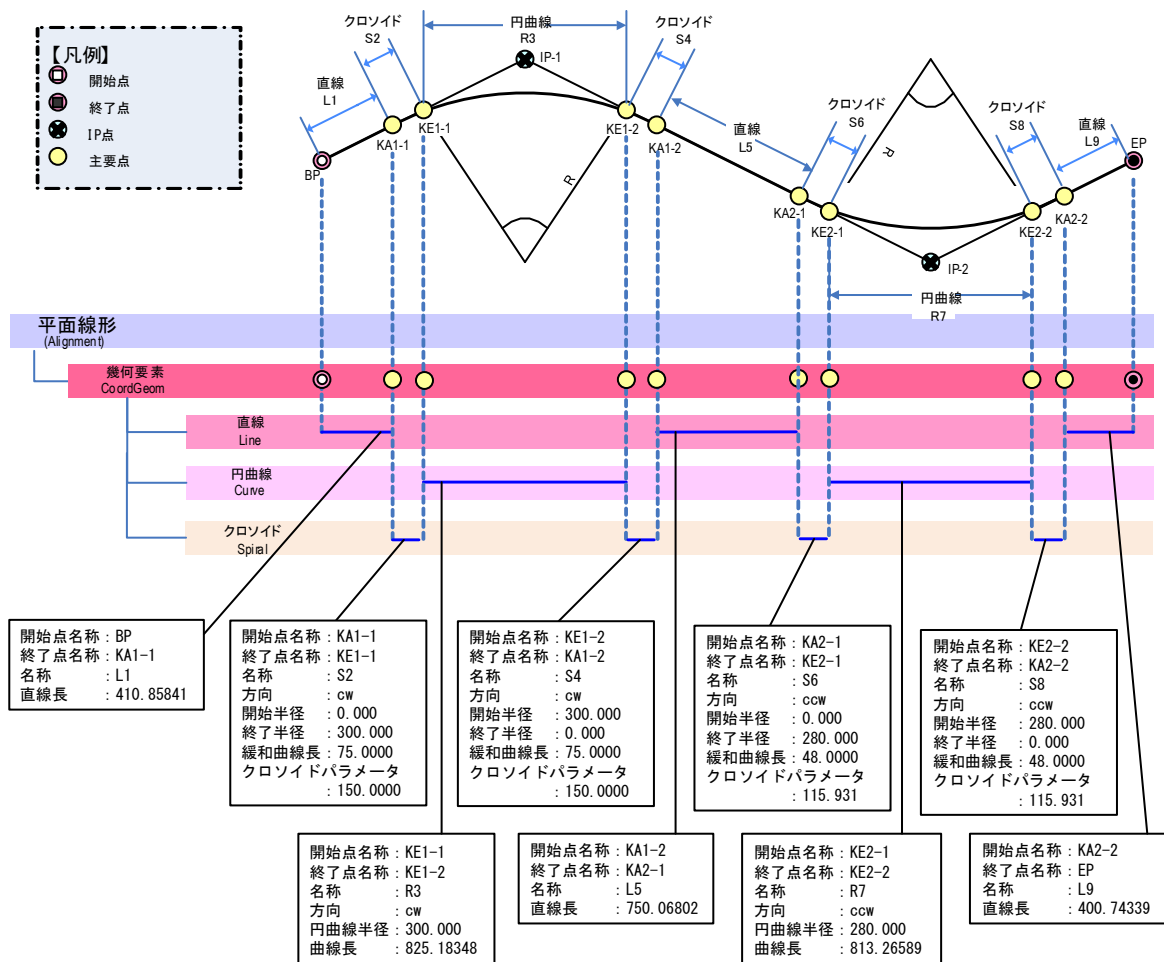 【凡例】
開始点
終了点
IP点
主要点
クロソイド
S2
円曲線
R3
クロソイド
S4
IP-1
直線
L1
KE1-1
KA1-1
BP
KE1-2
KA1-2
直線
L5
クロソイド
S6
クロソイド
S8
直線
L9
EP
R
R
KA2-1
KE2-1
KE2-2
KA2-2
IP-2
円曲線
R7
平面線形
(Alignment)
幾何要素
CoordGeom
直線
Line
円曲線
Curve
クロソイド
Spiral
開始点名称：BP
終了点名称：KA1-1
名称：L1
直線長：410.85841
開始点名称：KA1-1
終了点名称：KE1-1
名称：S2
方向：cw
開始半径：0.000
終了半径：300.000
緩和曲線長：75.0000
クロソイドパラメータ
：150.0000
開始点名称：KE1-2
終了点名称：KA1-2
名称：S4
方向：cw
開始半径：300.000
終了半径：0.000
緩和曲線長：75.0000
クロソイドパラメータ
：150.0000
開始点名称：KA2-1
終了点名称：KE2-1
名称：S6
方向：ccw
開始半径：0.000
終了半径：280.000
緩和曲線長：48.0000
クロソイドパラメータ
：115.931
開始点名称：KE2-2
終了点名称：KA2-2
名称：S8
方向：ccw
開始半径：280.000
終了半径：0.000
緩和曲線長：48.0000
クロソイドパラメータ
：115.931
開始点名称：KE1-1
終了点名称：KE1-2
名称：R3
方向：cw
円曲線半径：300.000
曲線長：825.18348
開始点名称：KA1-2
終了点名称：KA2-1
名称：L5
直線長：750.06802
開始点名称：KE2-1
終了点名称：KE2-2
名称：R7
方向：ccw
円曲線半径：280.000
曲線長：813.26589
開始点名称：KA2-2
終了点名称：EP
名称：L9
直線長：400.74339